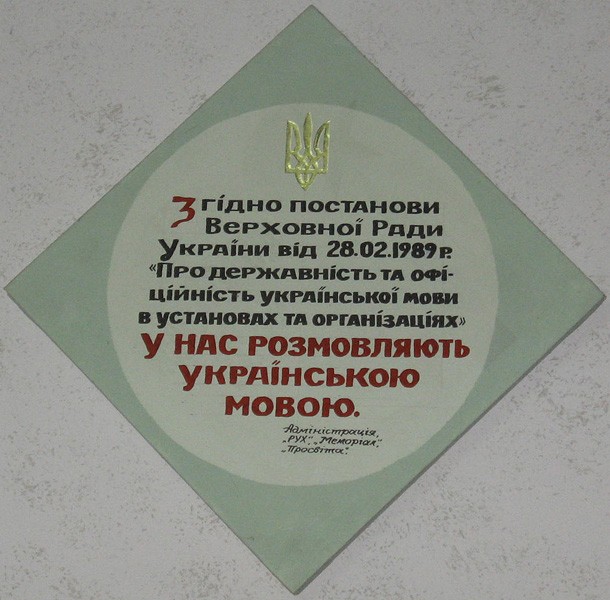 Згідно постанови
Верховної Ради
України від 28.02.1989 р.
«Про державність та офі-
ційність української мови
в установах та організаціях»
У НАС РОЗМОВЛЯЮТЬ
УКРАЇНСЬКОЮ
МОВОЮ.
Адміністрація,
„РУХ”, „Меморіал”,
„Просвіта”.